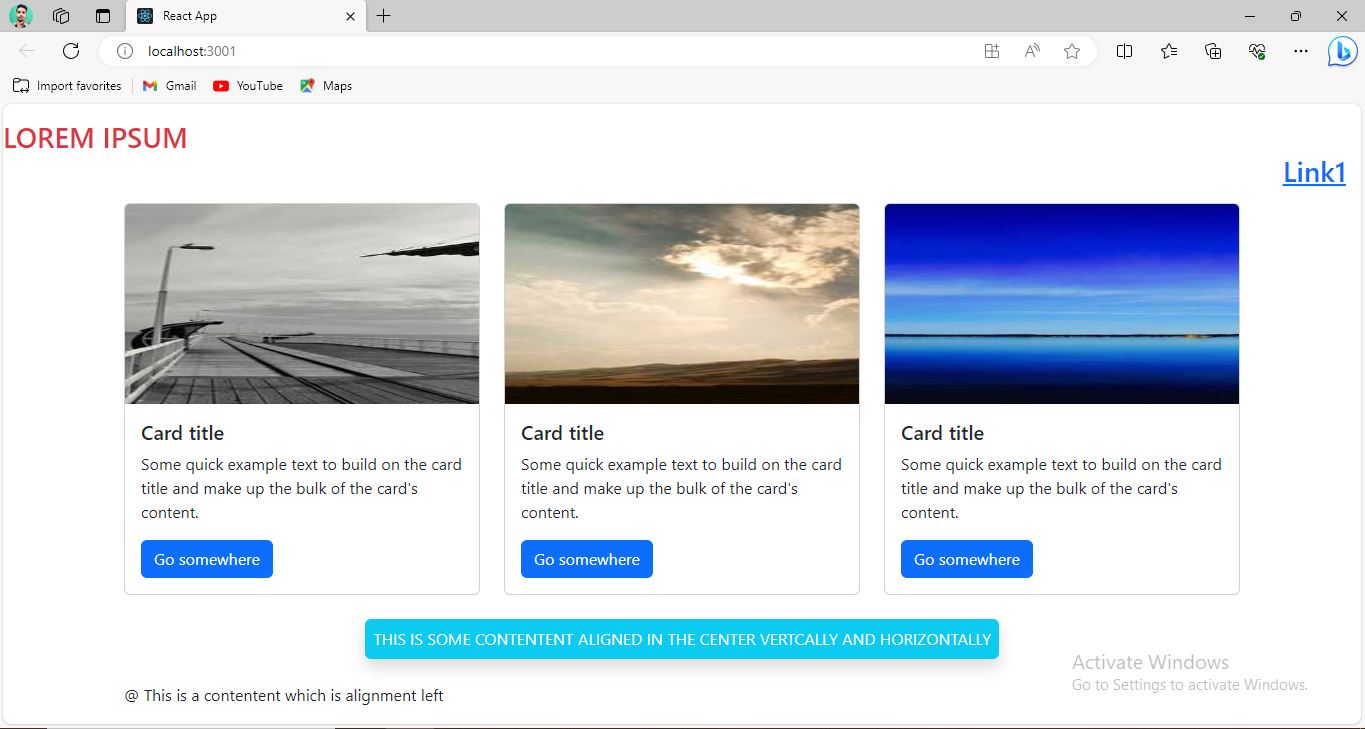 React App
localhost:3001
Import favorites
Gmail
YouTube
Maps
LOREM IPSUM
Link1
Card title
Some quick example text to build on the card
title and make up the bulk of the card's
content.
Go somewhere
Card title
Some quick example text to build on the card
title and make up the bulk of the card's
content.
Go somewhere
Card title
Some quick example text to build on the card
title and make up the bulk of the card's
content.
Go somewhere
THIS IS SOME CONTENTENT ALIGNED IN THE CENTER VERTCALLY AND HORIZONTALLY
Activate Windows
Go to Settings to activate Windows.
@ This is a contentent which is alignment left